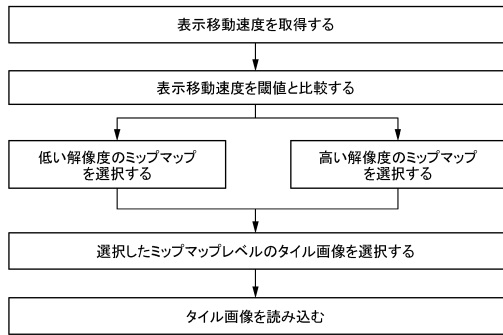 表示移動速度を取得する
表示移動速度を閾値と比較する
低い解像度のミップマップ
を選択する
高い解像度のミップマップ
を選択する
選択したミップマップレベルのタイル画像を選択する
タイル画像を読み込む